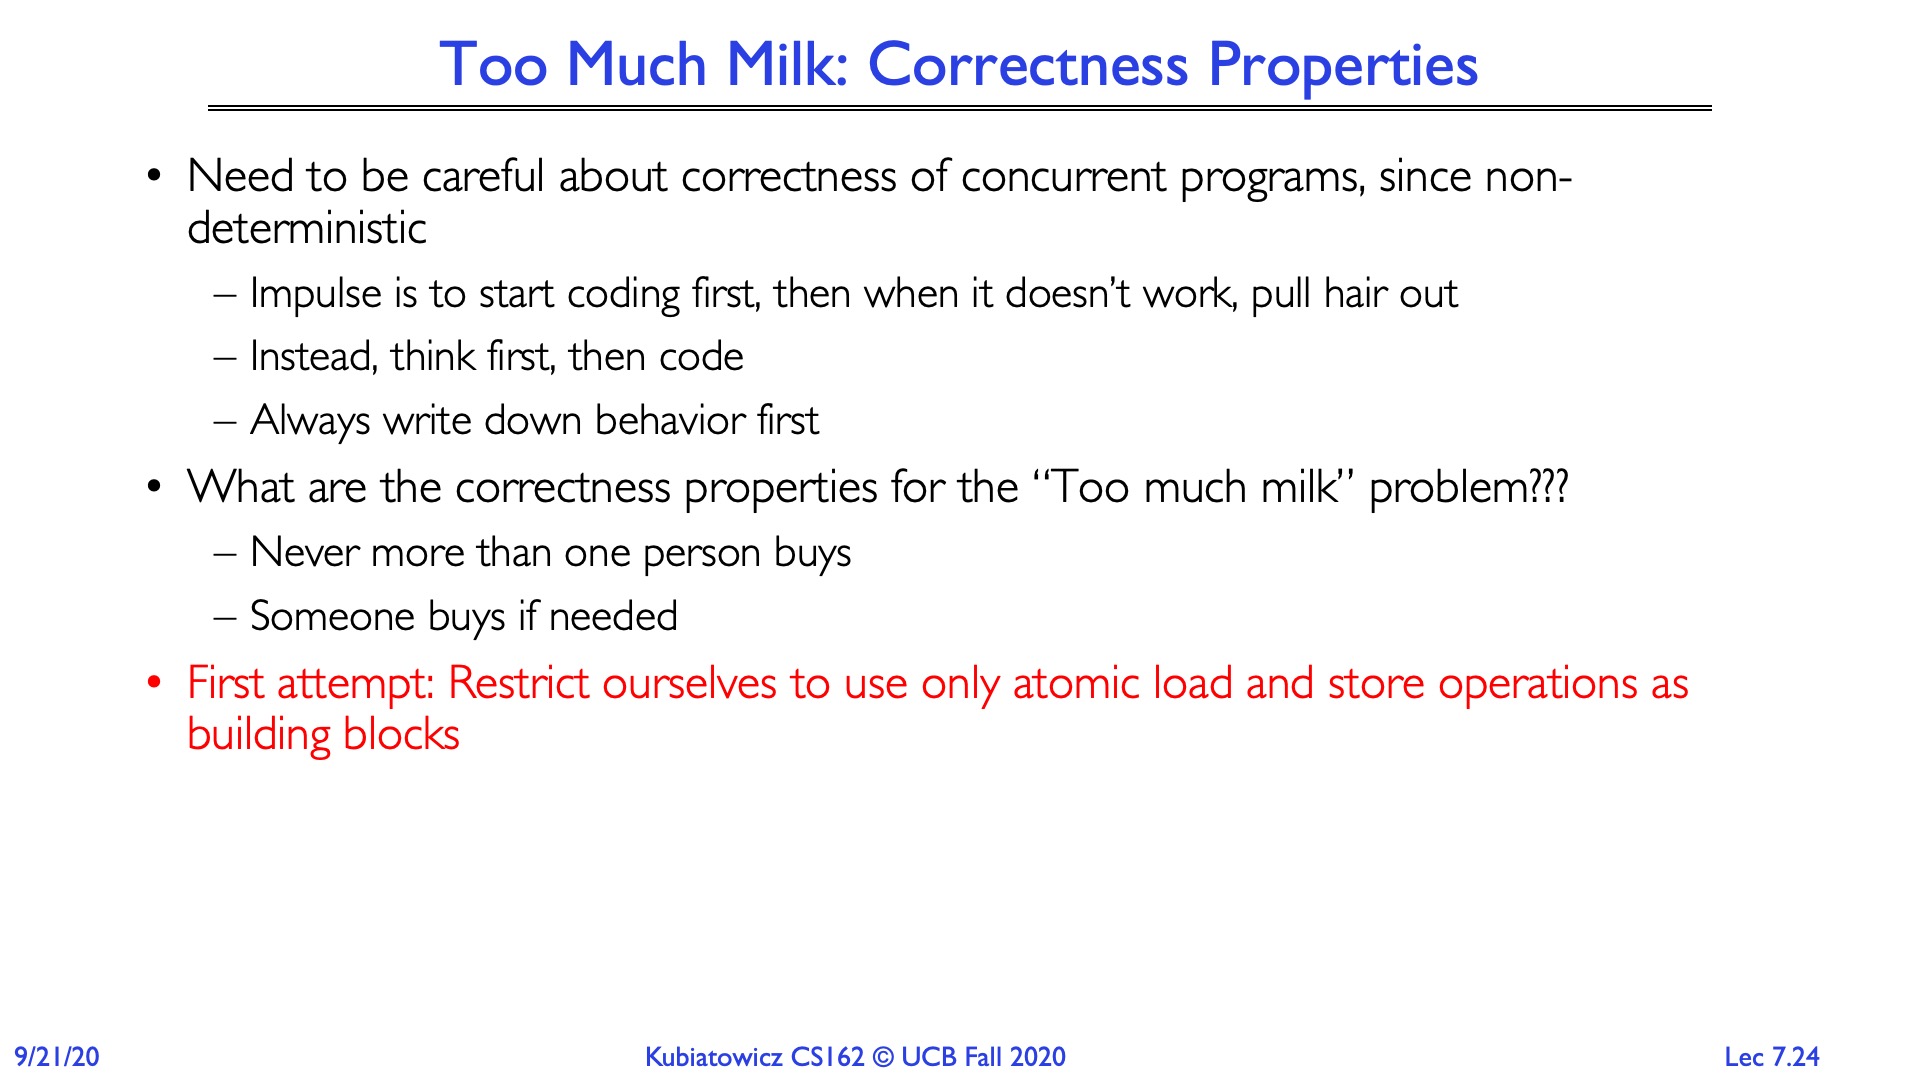 Too Much Milk: Correctness Properties
• Need to be careful about correctness of concurrent programs, since non-
deterministic
– Impulse is to start coding first, then when it doesn’t work, pull hair out
– Instead, think first, then code
– Always write down behavior first
• What are the correctness properties for the “Too much milk” problem???
– Never more than one person buys
– Someone buys if needed
• First attempt: Restrict ourselves to use only atomic load and store operations as
building blocks
9/21/20
Kubiatowicz CS162 © UCB Fall 2020
Lec 7.24